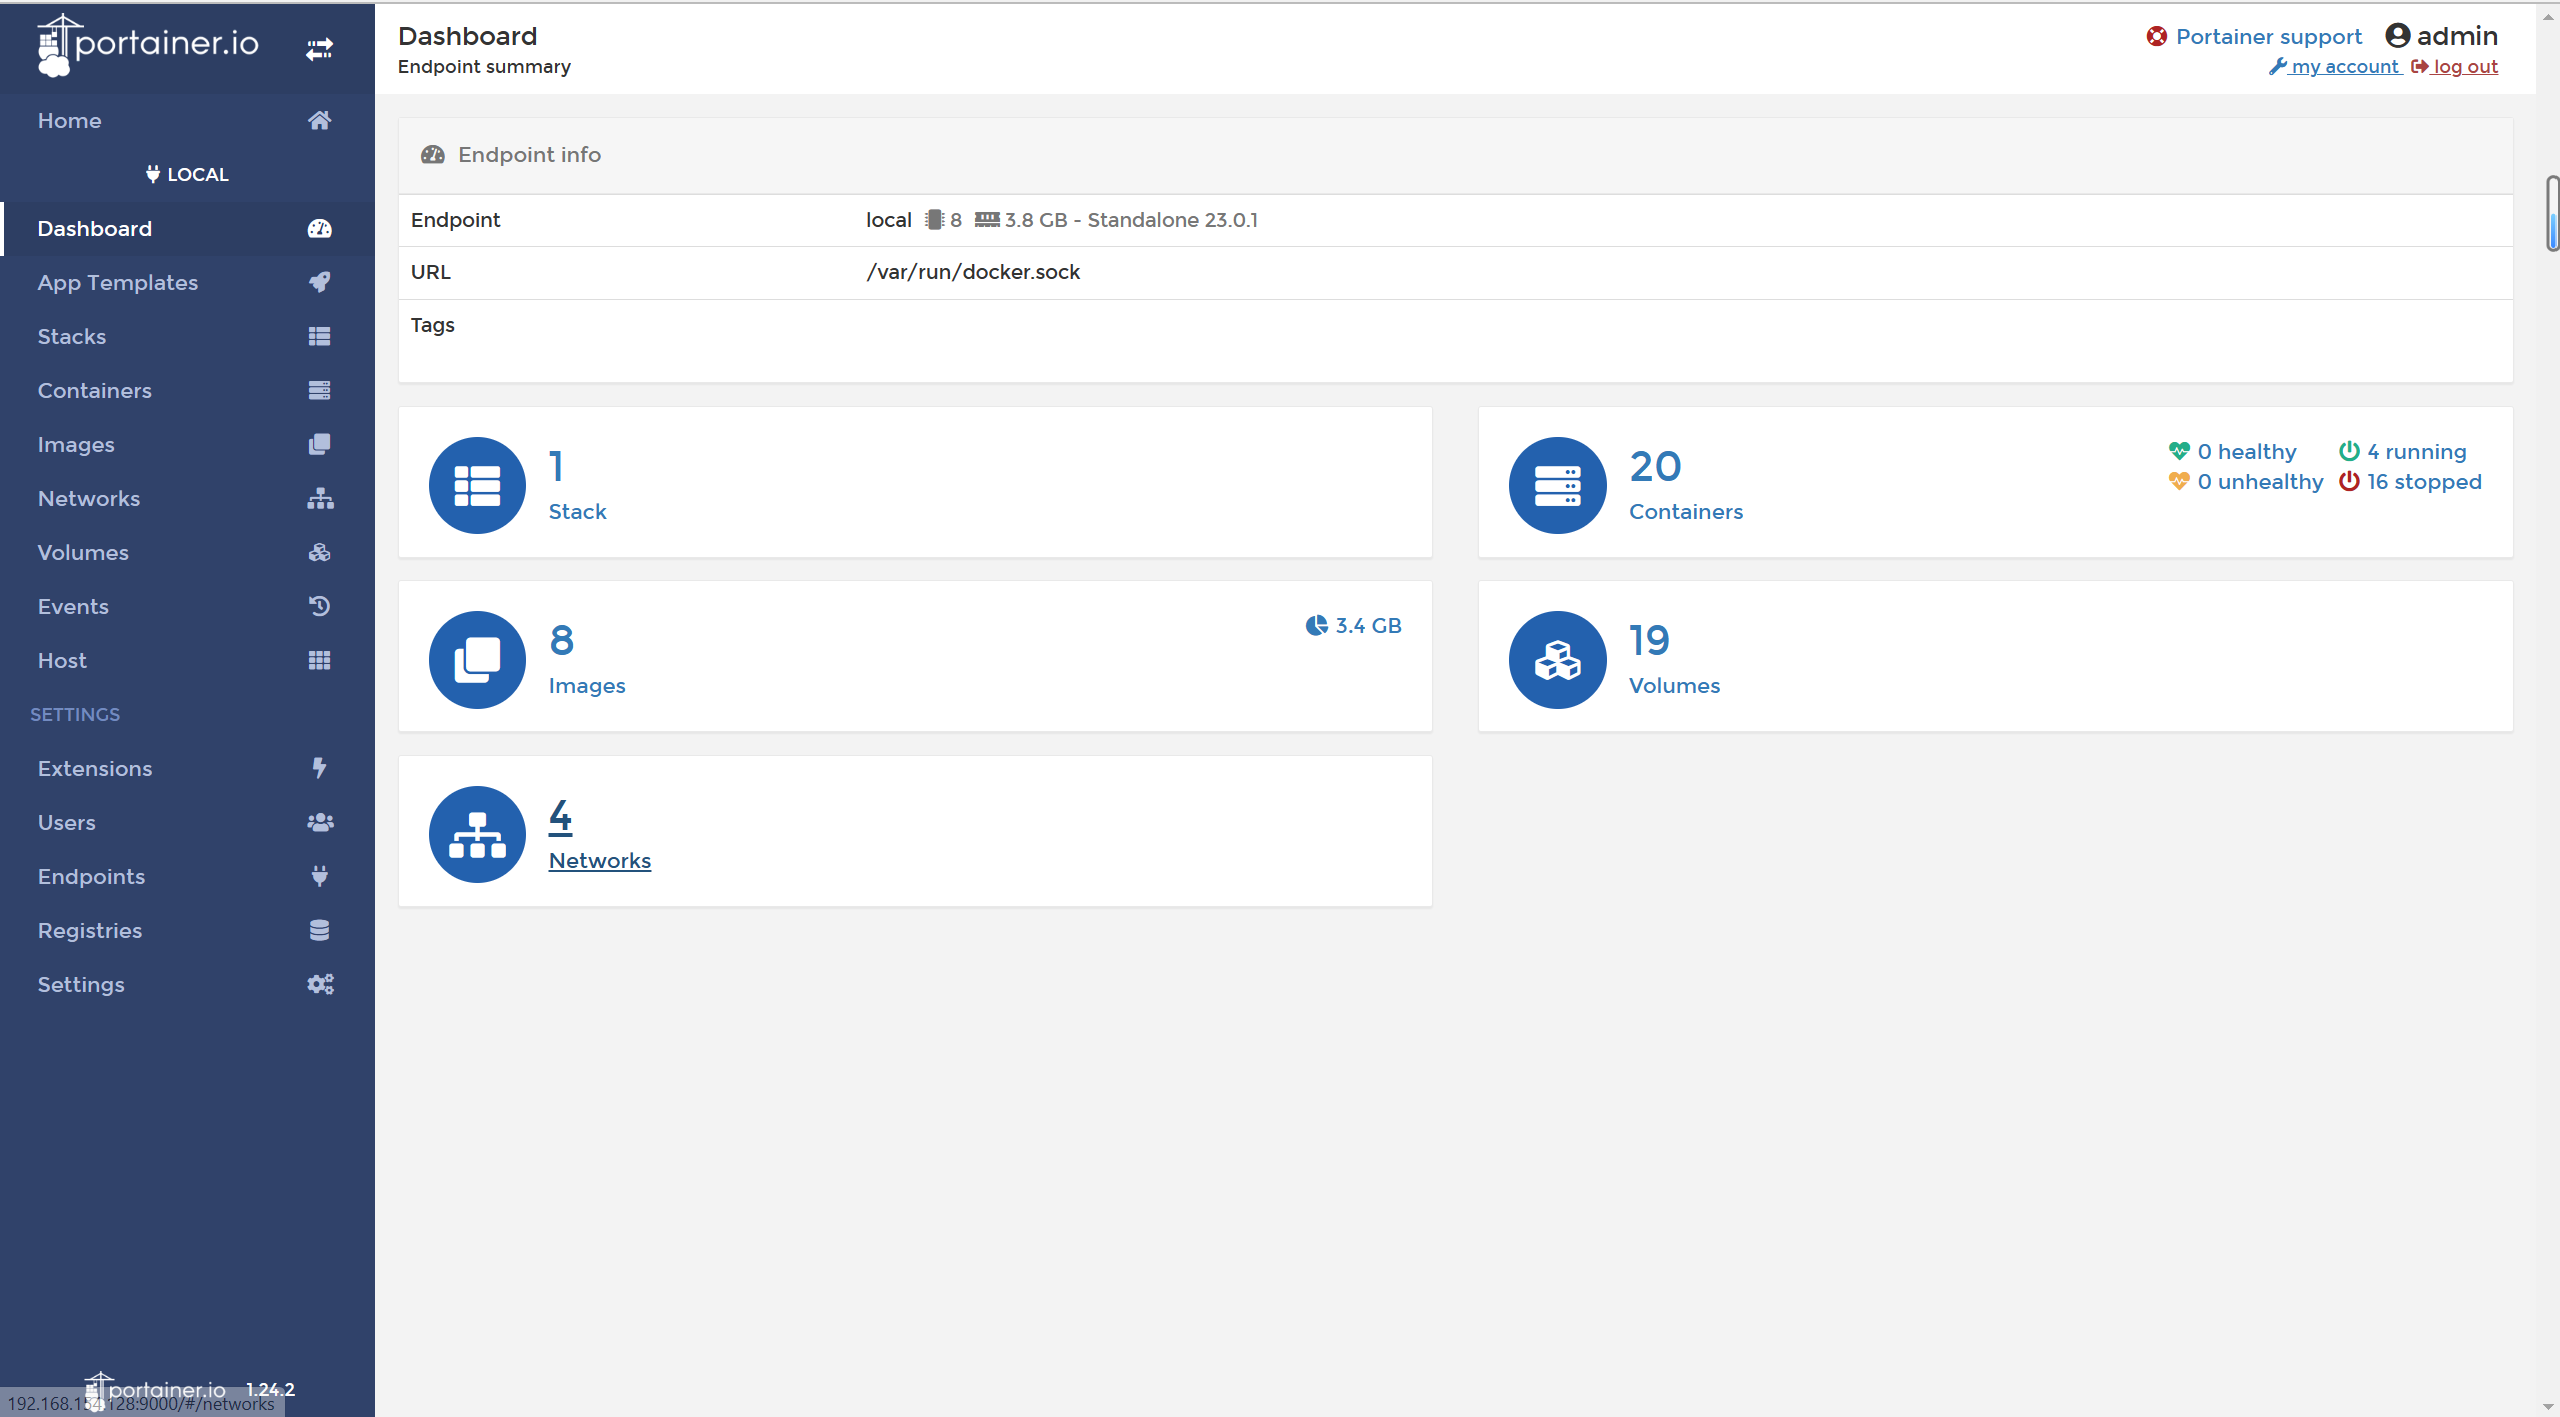 portainer.io
Home
LOCAL
Dashboard
App Templates
Stacks
Containers
Images
Networks
Volumes
Events
Host
SETTINGS
Extensions
Users
Endpoints
Registries
Settings
portainer.io 1.24.2
192.168.154.128:9000/#/networks
Dashboard
Endpoint summary
Portainer support admin
my account log out
Endpoint info
Endpoint local 8 3.8 GB - Standalone 23.0.1
URL /var/run/docker.sock
Tags
1
Stack
20
Containers
0 healthy 4 running
0 unhealthy 16 stopped
8
Images
3.4 GB
19
Volumes
4
Networks